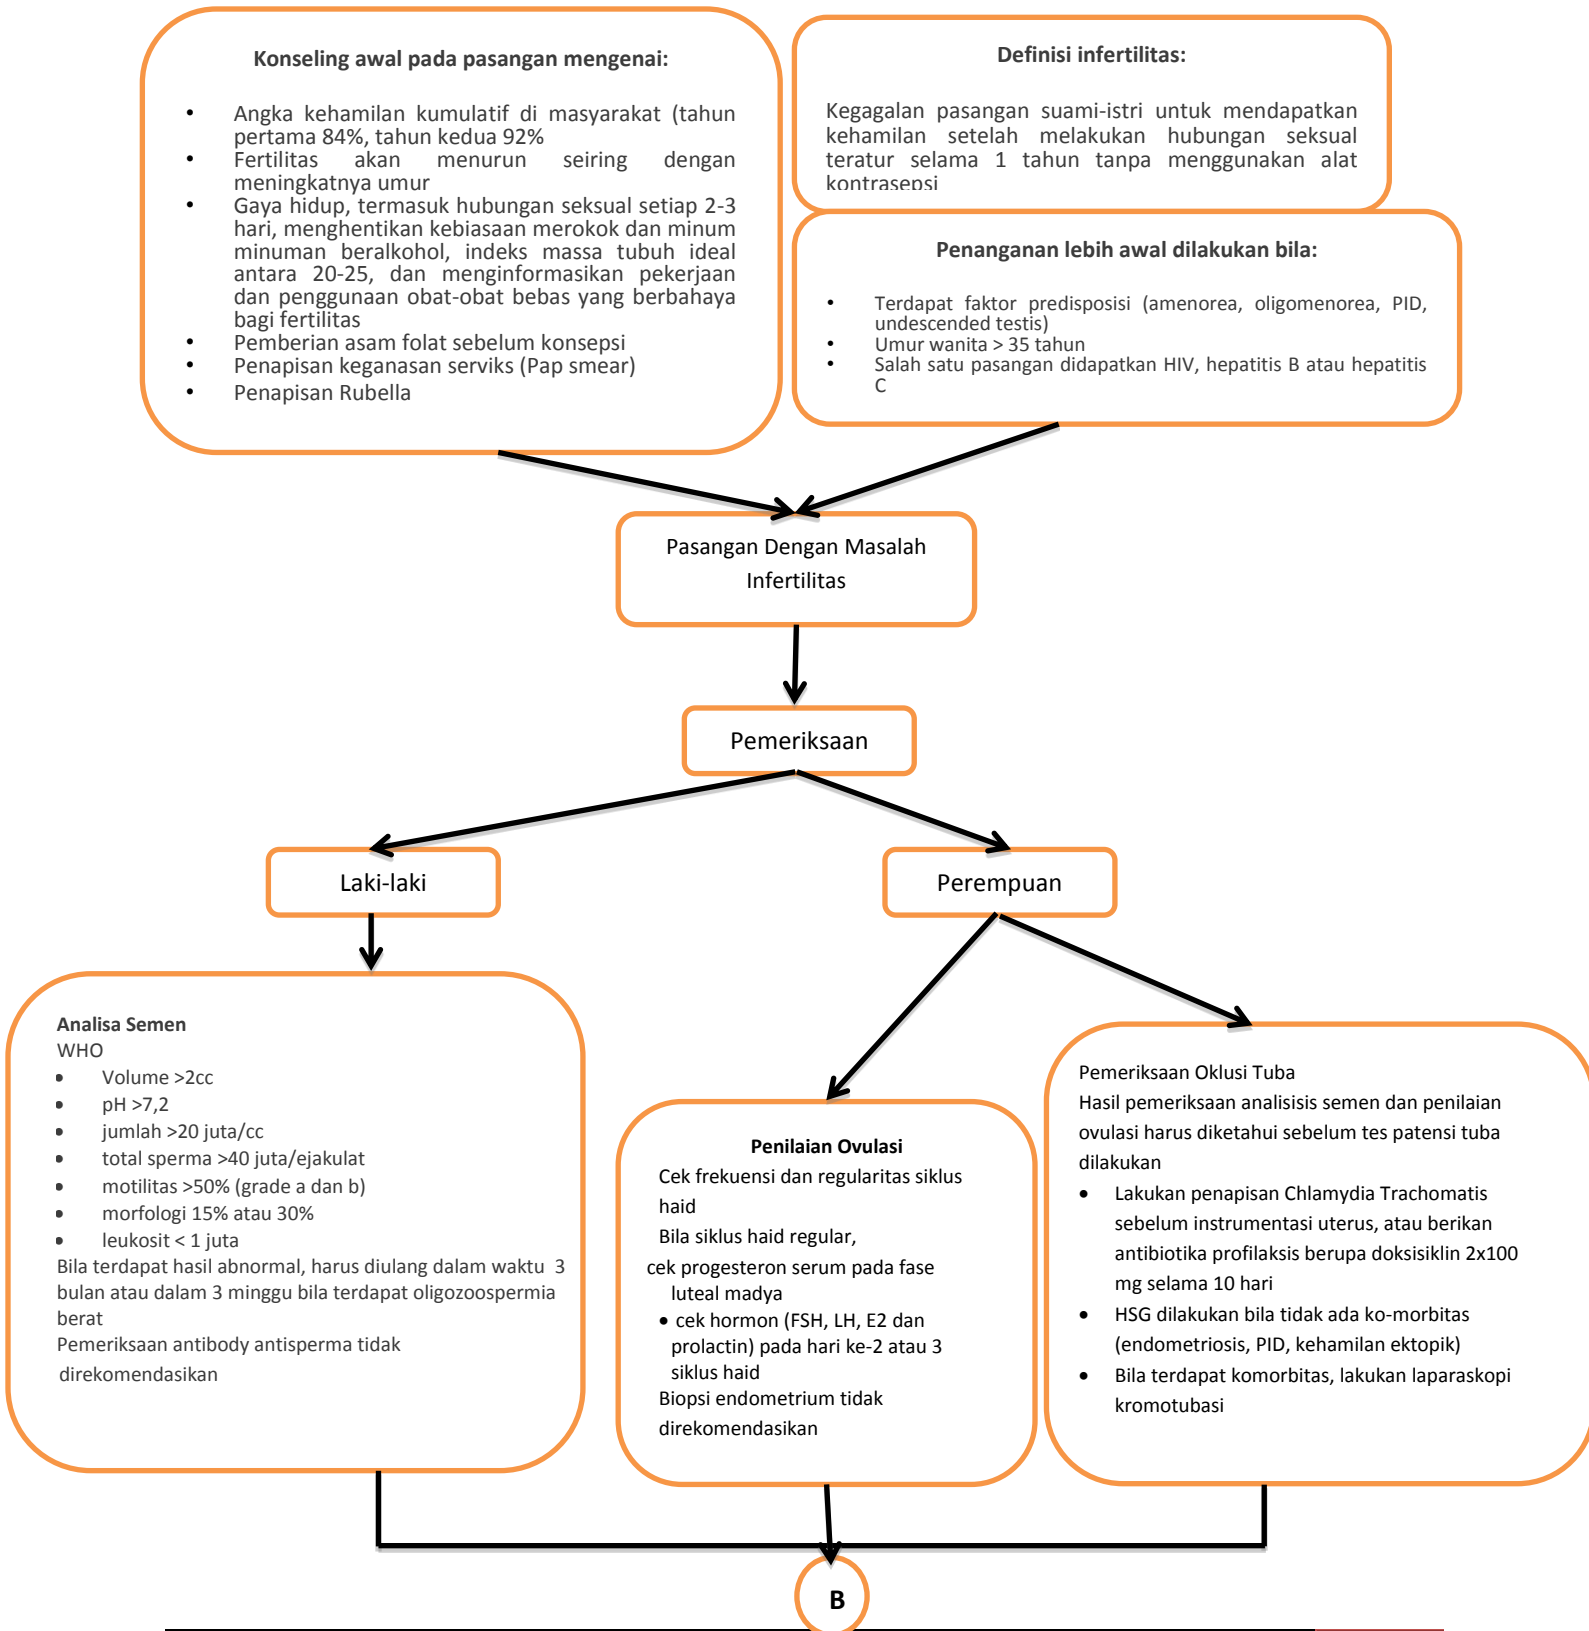 Konseling awal pada pasangan mengenai:
• Angka kehamilan kumulatif di masyarakat (tahun
pertama 84%, tahun kedua 92%
• Fertilitas akan menurun seiring dengan
meningkatnya umur
• Gaya hidup, termasuk hubungan seksual setiap 2-3
hari, menghentikan kebiasaan merokok dan minum
minuman beralkohol, indeks massa tubuh ideal
antara 20-25, dan menginformasikan pekerjaan
dan penggunaan obat-obat bebas yang berbahaya
bagi fertilitas
• Pemberian asam folat sebelum konsepsi
• Penapisan keganasan serviks (Pap smear)
• Penapisan Rubella
Definisi infertilitas:
Kegagalan pasangan suami-istri untuk mendapatkan
kehamilan setelah melakukan hubungan seksual
teratur selama 1 tahun tanpa menggunakan alat
kontrasepsi
Penanganan lebih awal dilakukan bila:
• Terdapat faktor predisposisi (amenorea, oligomenorea, PID,
undescended testis)
• Umur wanita > 35 tahun
• Salah satu pasangan didapatkan HIV, hepatitis B atau hepatitis
C
Pasangan Dengan Masalah
Infertilitas
Pemeriksaan
Laki-laki
Perempuan
Analisa Semen
WHO
• Volume >2cc
• pH >7,2
• jumlah >20 juta/cc
• total sperma >40 juta/ejakulat
• motilitas >50% (grade a dan b)
• morfologi 15% atau 30%
• leukosit < 1 juta
Bila terdapat hasil abnormal, harus diulang dalam waktu 3
bulan atau dalam 3 minggu bila terdapat oligozoospermia
berat
Pemeriksaan antibody antisperma tidak
direkomendasikan
Penilaian Ovulasi
Cek frekuensi dan regularitas siklus
haid
Bila siklus haid regular,
cek progesteron serum pada fase
luteal madya
• cek hormon (FSH, LH, E2 dan
prolactin) pada hari ke-2 atau 3
siklus haid
Biopsi endometrium tidak
direkomendasikan
Pemeriksaan Oklusi Tuba
Hasil pemeriksaan analisisis semen dan penilaian
ovulasi harus diketahui sebelum tes patensi tuba
dilakukan
• Lakukan penapisan Chlamydia Trachomatis
sebelum instrumentasi uterus, atau berikan
antibiotika profilaksis berupa doksisiklin 2x100
mg selama 10 hari
• HSG dilakukan bila tidak ada ko-morbitas
(endometriosis, PID, kehamilan ektopik)
• Bila terdapat komorbitas, lakukan laparaskopi
kromotubasi
B